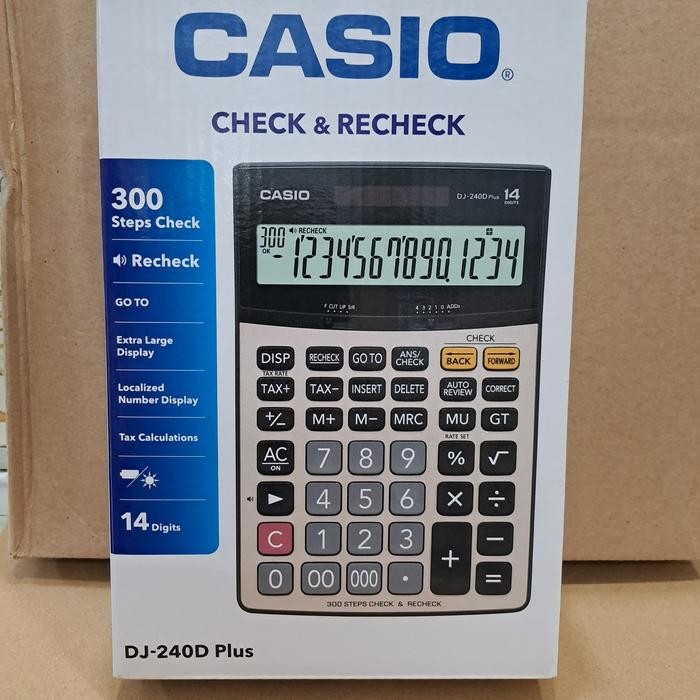 CASIO®
CHECK & RECHECK
300
Steps Check
Recheck
GO TO
Extra Large
Display
Localized
Number Display
Tax Calculations
14 Digits
CASIO
DJ-240D Plus 14
DIGITS
300 RECHECK
OK
-12345678901234
F CUT UP 5/4
4 3 2 1 0 ADD2
CHECK
DISP RECHECK GO TO ANS/CHECK BACK FORWARD
TAX RATE
TAX+ TAX− INSERT DELETE AUTO REVIEW CORRECT
+/− M+ M− MRC MU GT
RATE SET
AC ON 7 8 9 % √
▶ 4 5 6 × ÷
C 1 2 3 + −
0 00 000 · =
300 STEPS CHECK & RECHECK
DJ-240D Plus